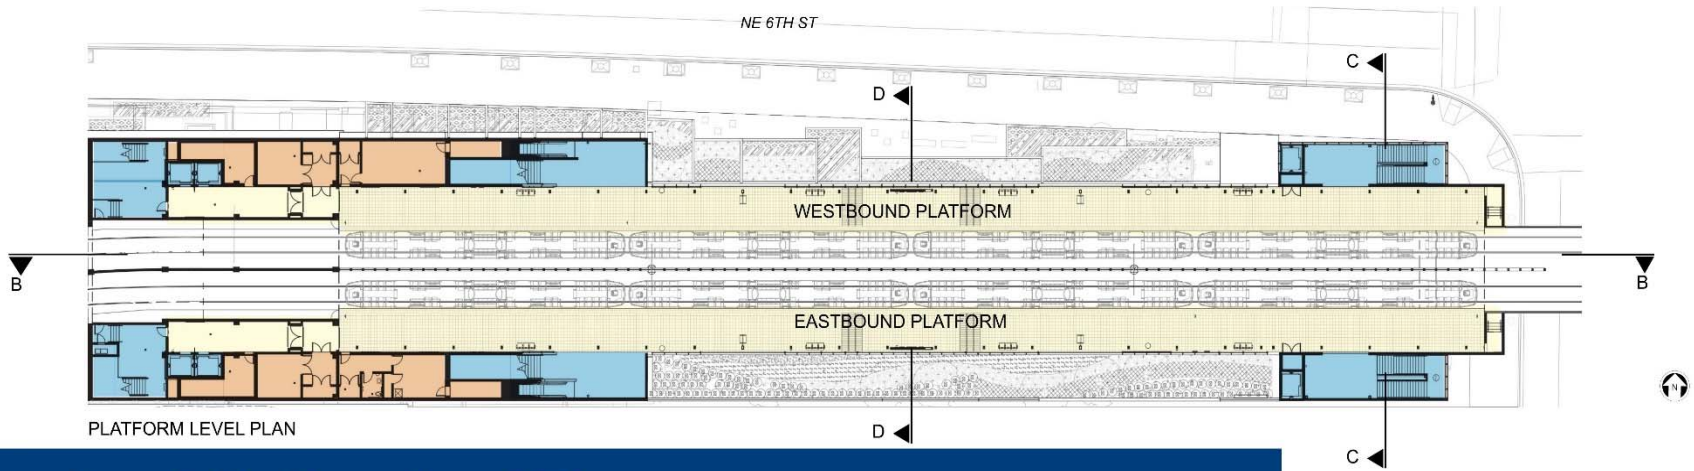 NE 6TH ST
C
D
WESTBOUND PLATFORM
B
B
EASTBOUND PLATFORM
N
PLATFORM LEVEL PLAN
D
C